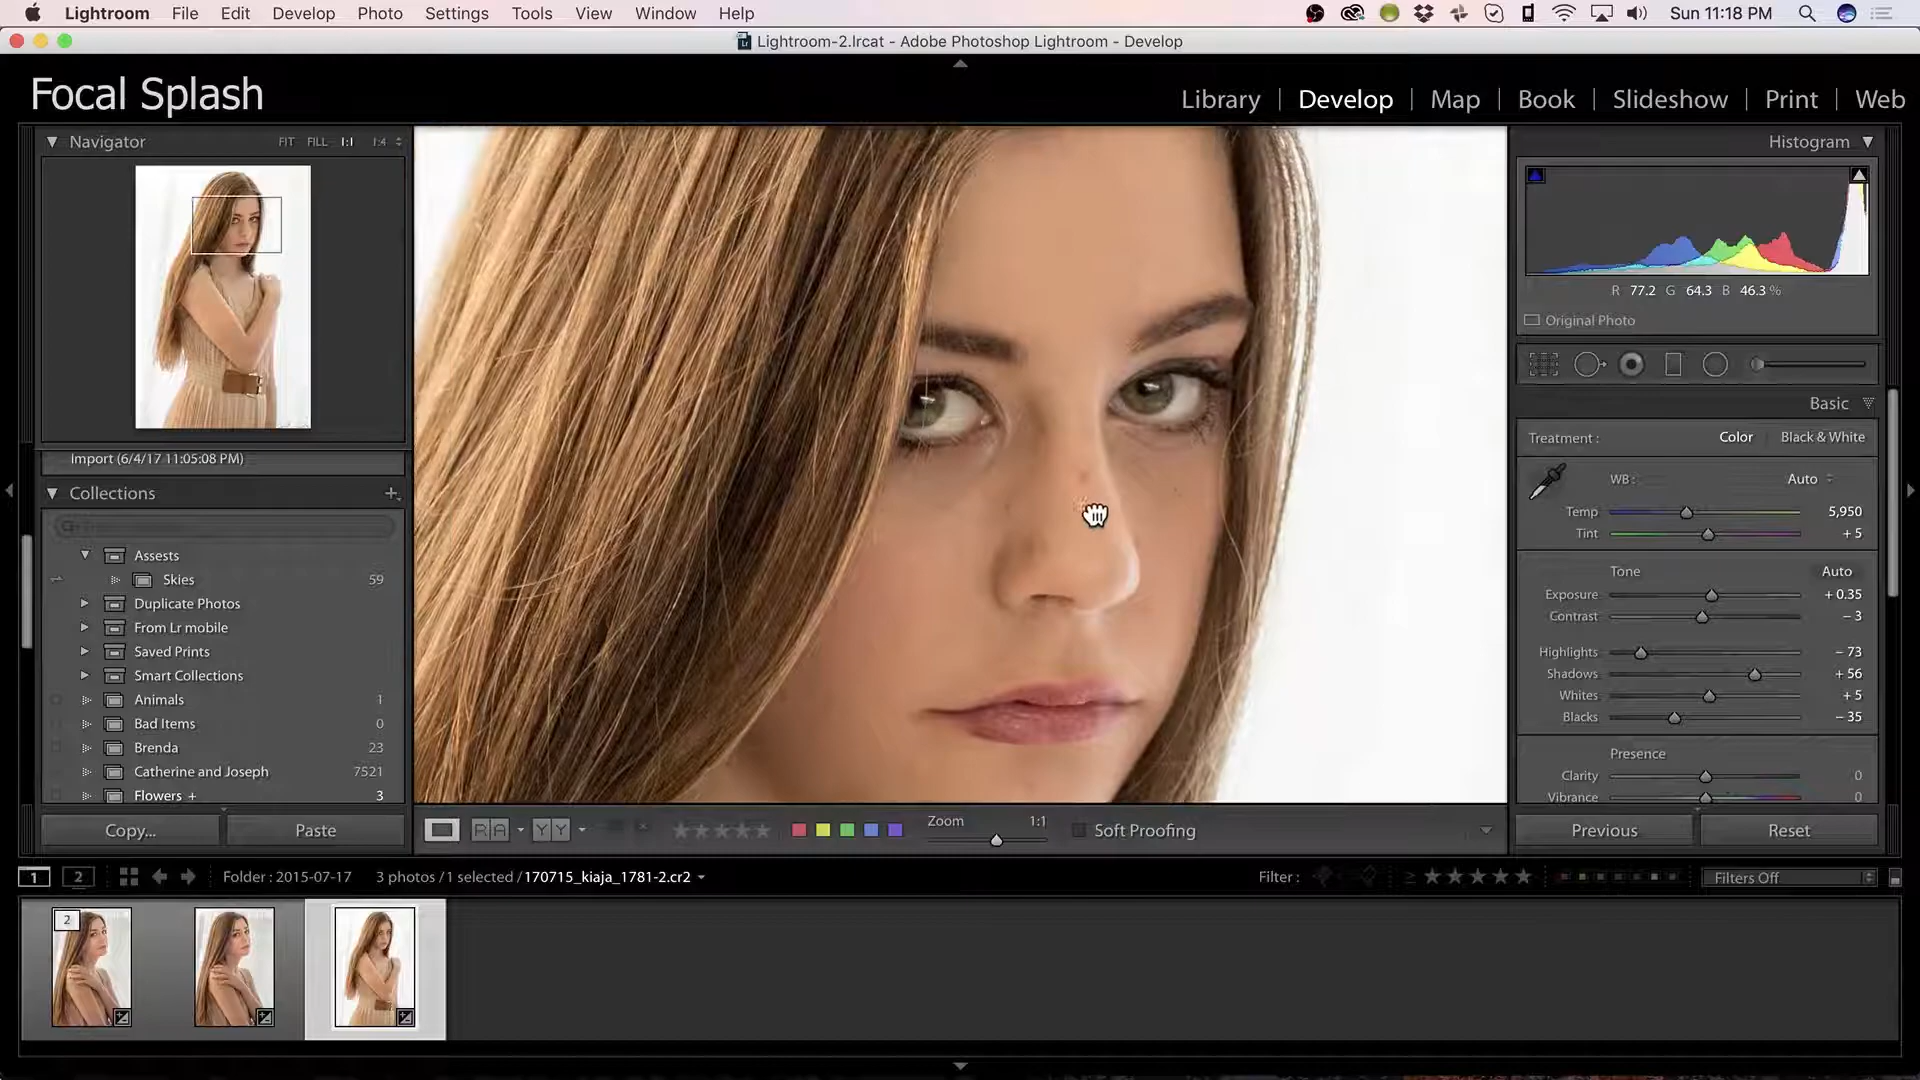 Lightroom File Edit Develop Photo Settings Tools View Window Help Sun 11:18 PM
Lightroom-2.lrcat - Adobe Photoshop Lightroom - Develop
Focal Splash
Library | Develop | Map | Book | Slideshow | Print | Web
Navigator FIT FILL 1:1 1:4
Histogram
R 77.2 G 64.3 B 46.3 %
Original Photo
Basic
Treatment : Color Black & White
WB : Auto
Temp 5,950
Tint + 5
Tone Auto
Exposure + 0.35
Contrast – 3
Highlights – 73
Shadows + 56
Whites + 5
Blacks – 35
Presence
Clarity 0
Vibrance 0
Import (6/4/17 11:05:08 PM)
Collections
Assests
Skies 59
Duplicate Photos
From Lr mobile
Saved Prints
Smart Collections
Animals 1
Bad Items 0
Brenda 23
Catherine and Joseph 7521
Flowers + 3
Copy... Paste
R A Y Y Zoom 1:1 Soft Proofing
Previous Reset
1 2 Folder : 2015-07-17 3 photos / 1 selected / 170715_kiaja_1781-2.cr2 Filter : ≥ Filters Off
2